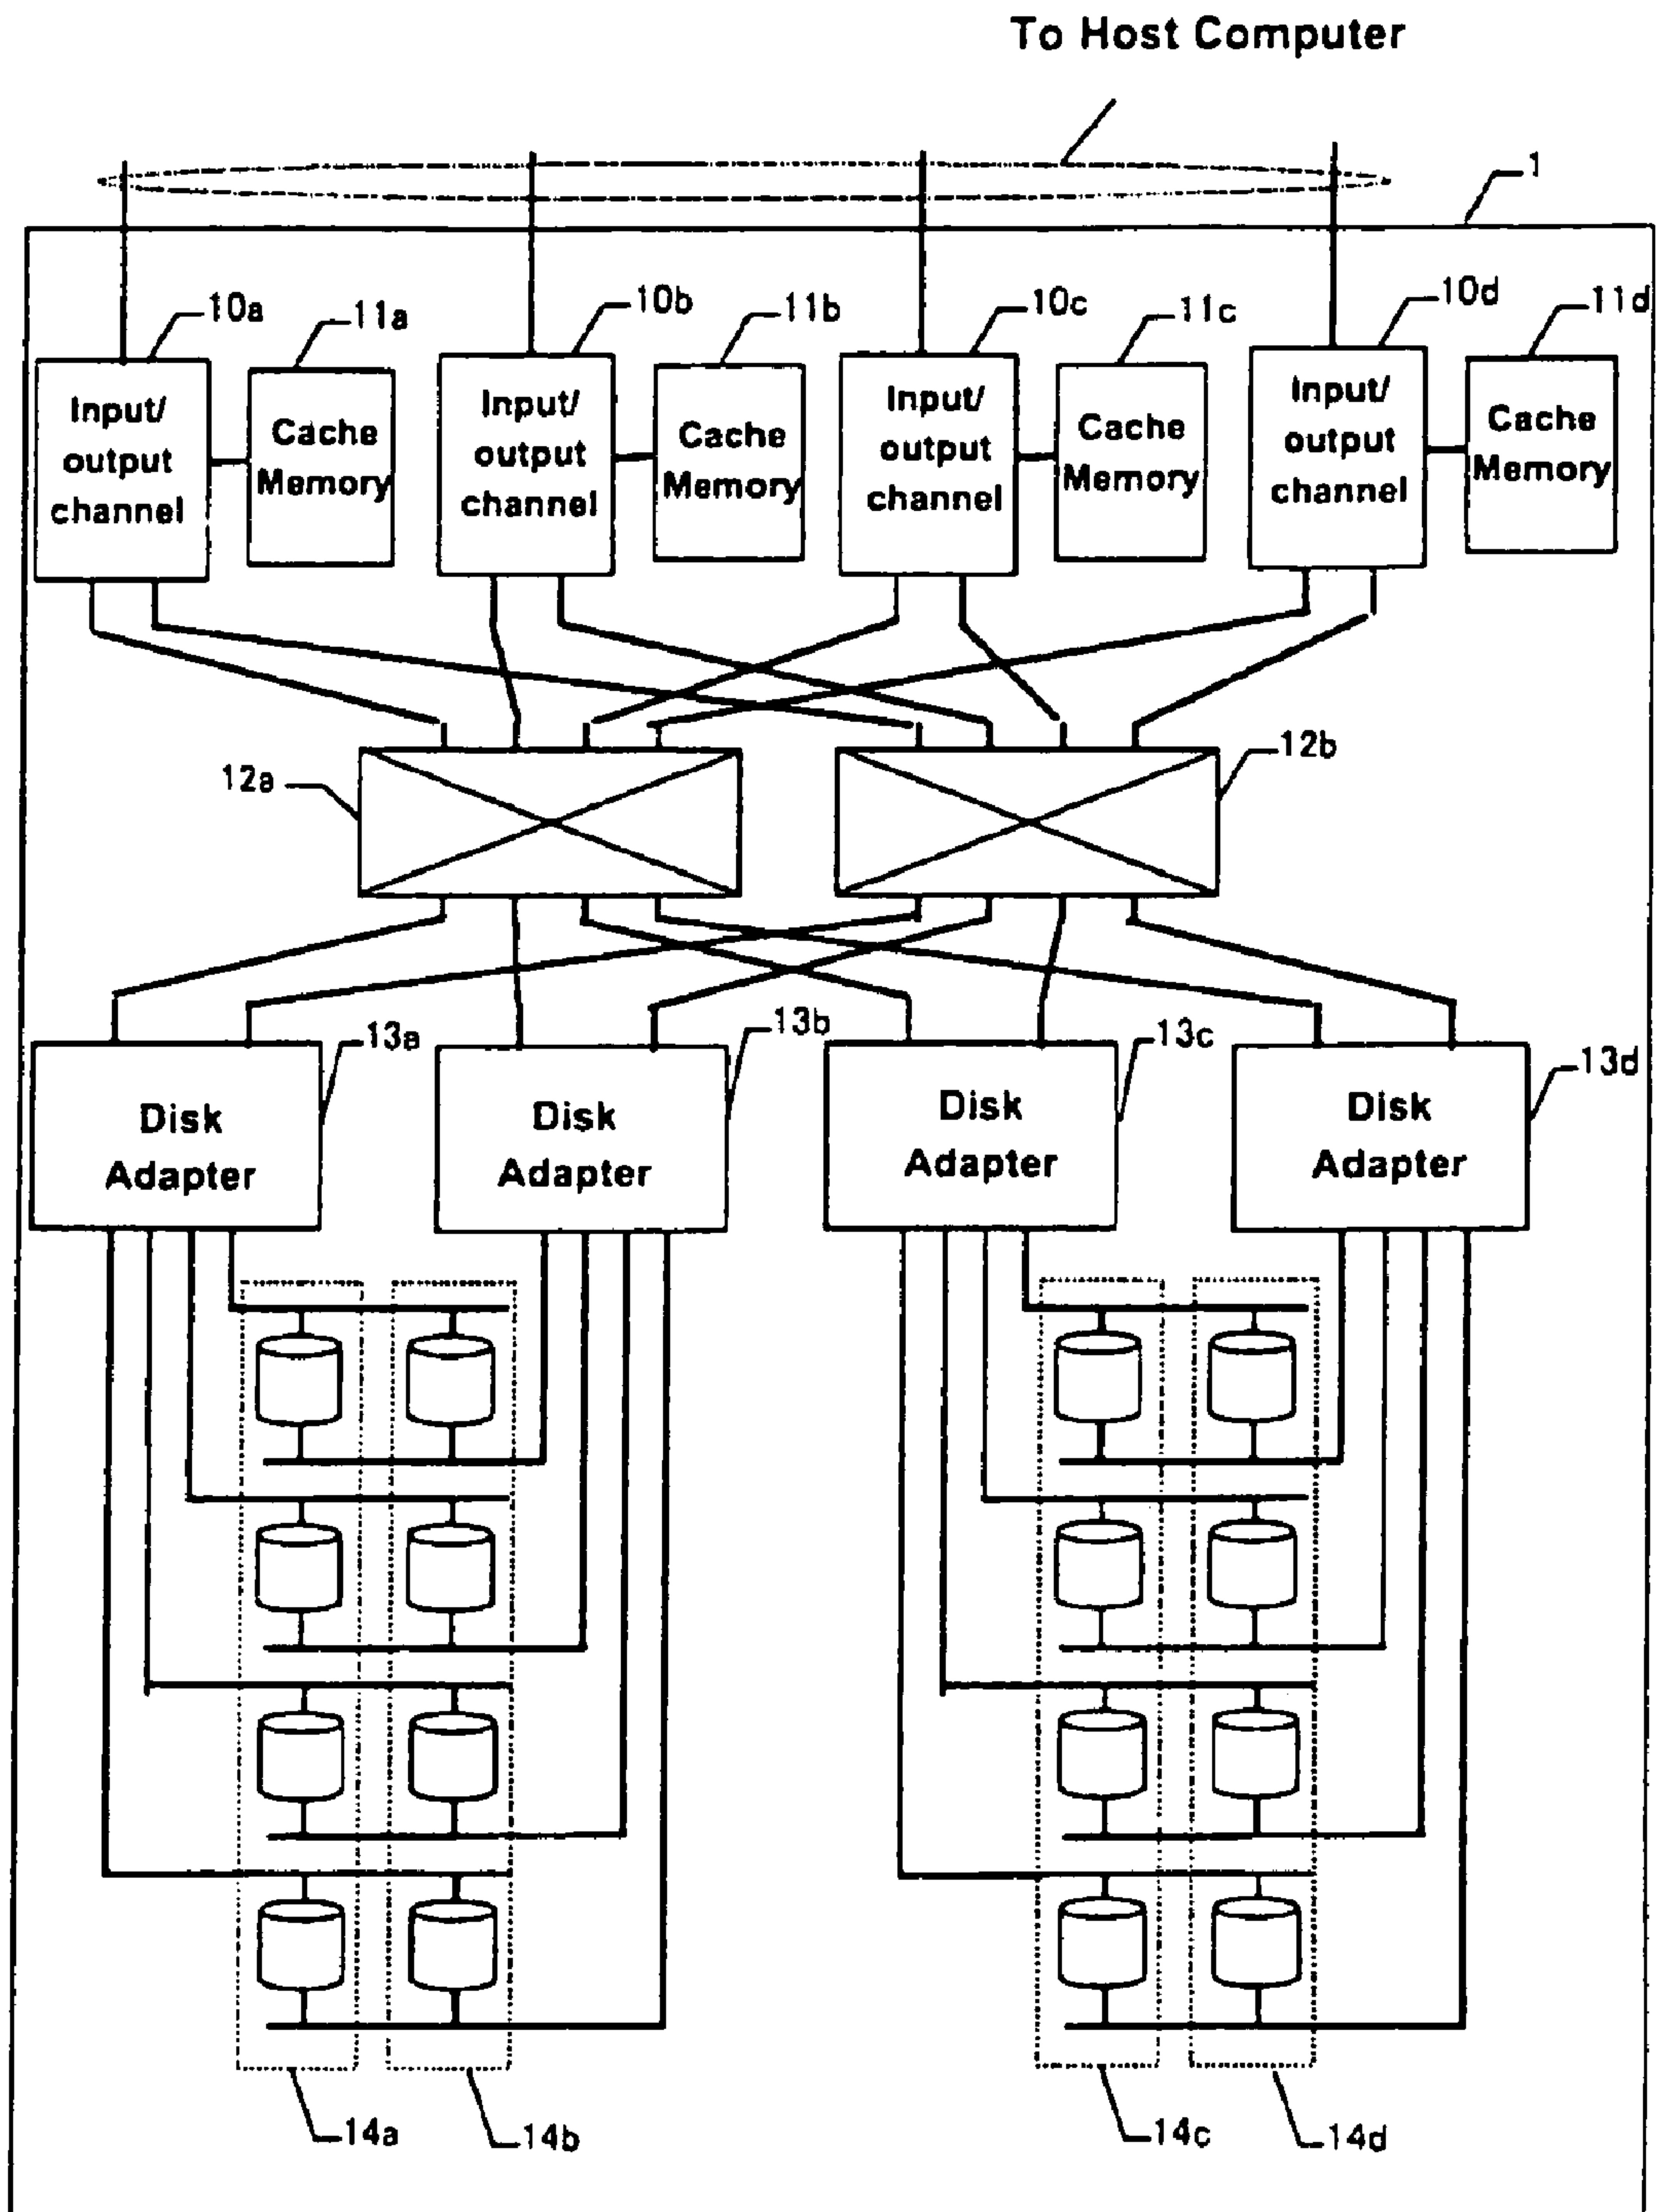 To Host Computer
1
10a
11a
10b
11b
10c
11c
10d
11d
Input/
output
channel
Cache
Memory
Input/
output
channel
Cache
Memory
Input/
output
channel
Cache
Memory
Input/
output
channel
Cache
Memory
12a
12b
13a
13b
13c
13d
Disk
Adapter
Disk
Adapter
Disk
Adapter
Disk
Adapter
14a
14b
14c
14d